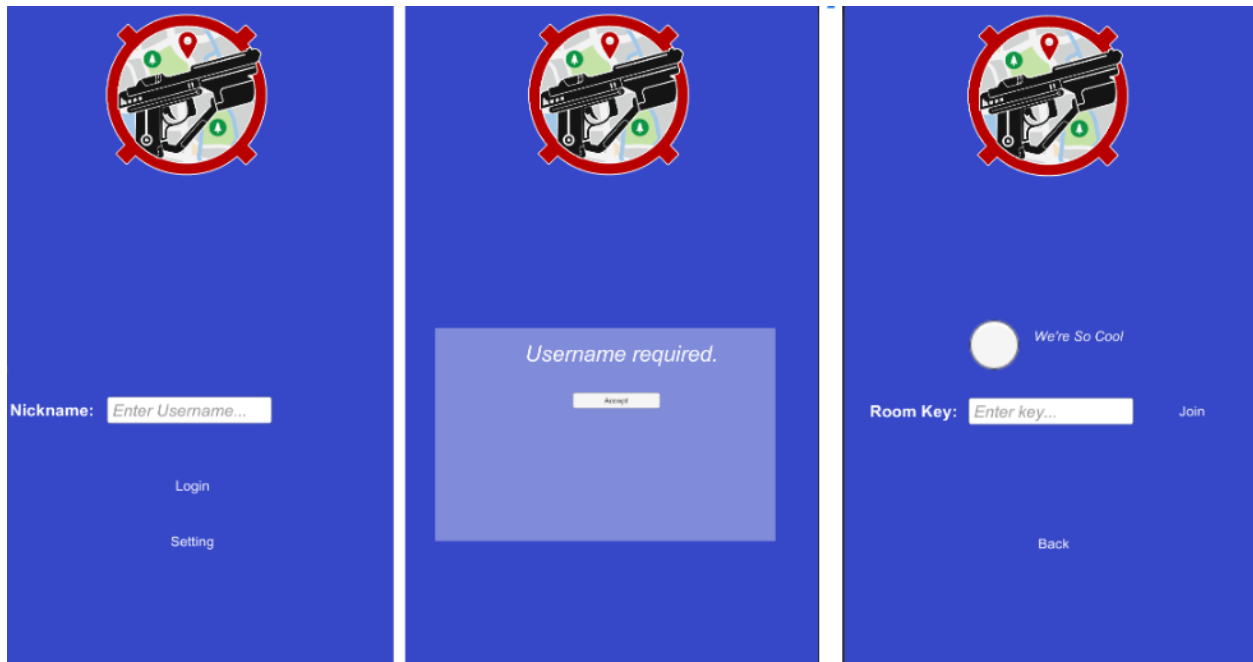 Nickname: Enter Username...
Login
Setting
Username required.
Accept
We're So Cool
Room Key: Enter key... Join
Back